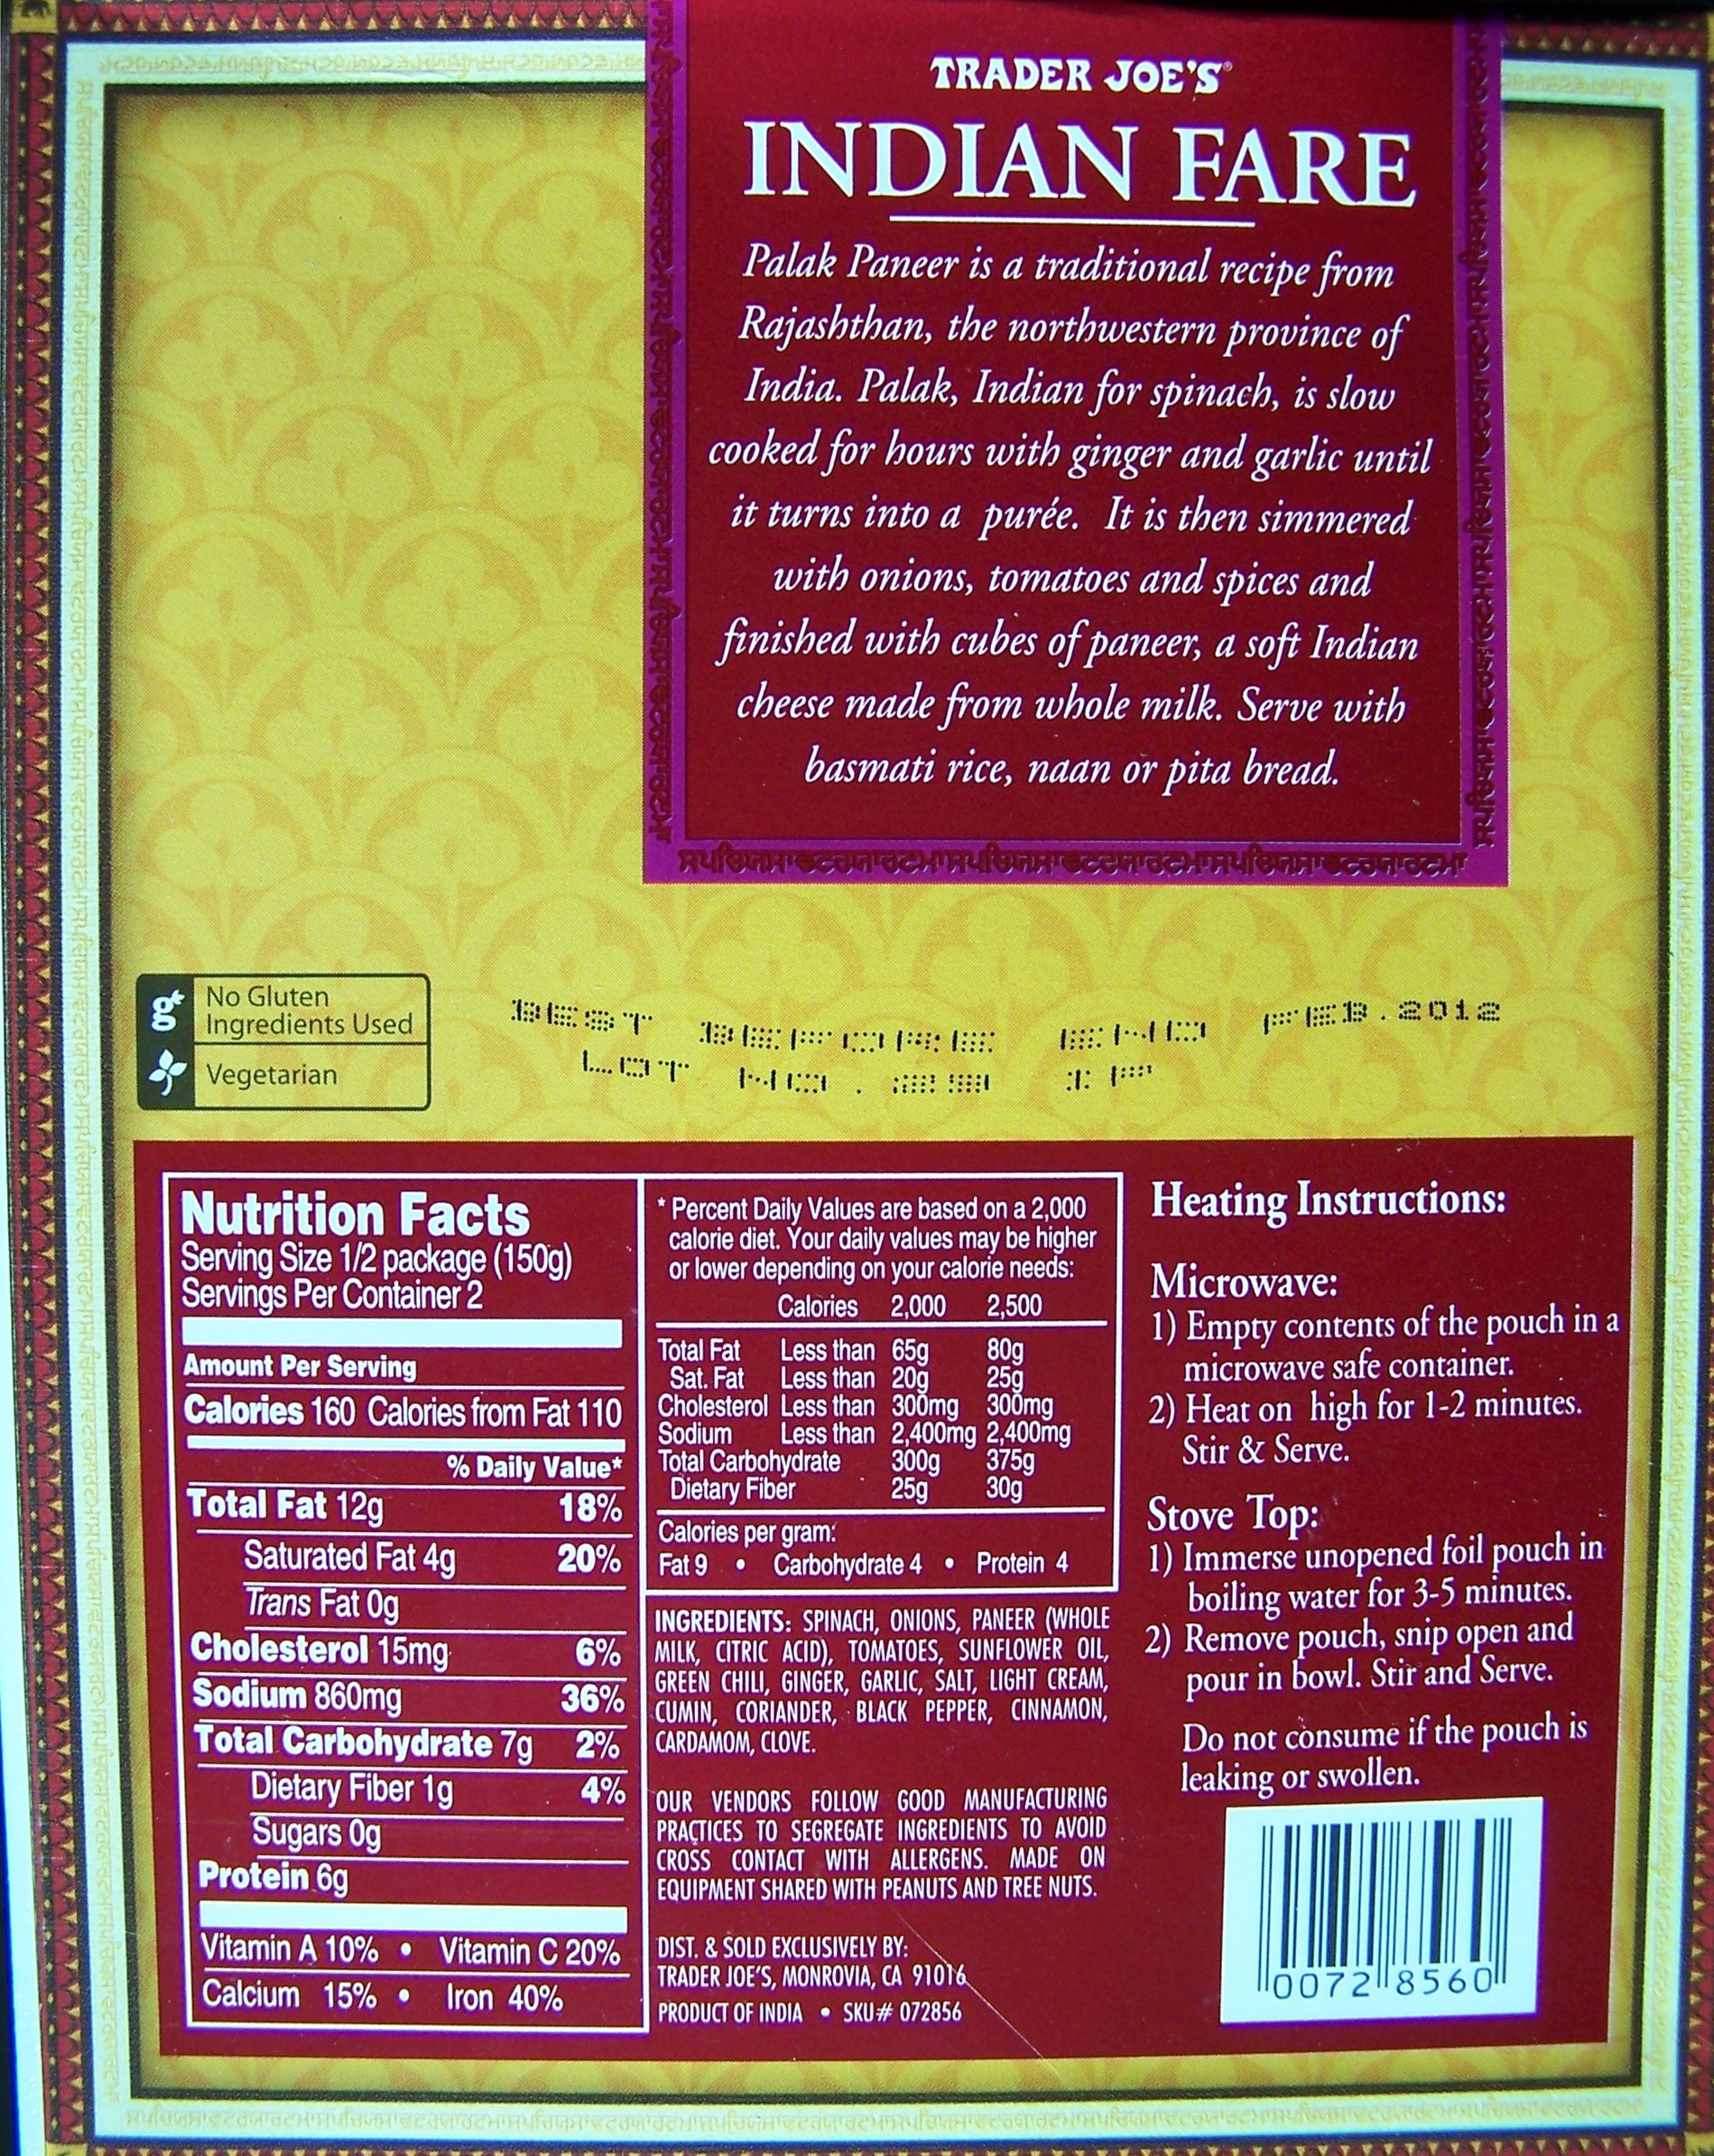 TRADER JOE'S®
INDIAN FARE
Palak Paneer is a traditional recipe from
Rajashthan, the northwestern province of
India. Palak, Indian for spinach, is slow
cooked for hours with ginger and garlic until
it turns into a purée. It is then simmered
with onions, tomatoes and spices and
finished with cubes of paneer, a soft Indian
cheese made from whole milk. Serve with
basmati rice, naan or pita bread.
g
No Gluten
Ingredients Used
Vegetarian
BEST BEFORE END FEB.2012
LOT NO.
Nutrition Facts
Serving Size 1/2 package (150g)
Servings Per Container 2
Amount Per Serving
Calories 160 Calories from Fat 110
% Daily Value*
Total Fat 12g 18%
Saturated Fat 4g 20%
Trans Fat 0g
Cholesterol 15mg 6%
Sodium 860mg 36%
Total Carbohydrate 7g 2%
Dietary Fiber 1g 4%
Sugars 0g
Protein 6g
Vitamin A 10% • Vitamin C 20%
Calcium 15% • Iron 40%
* Percent Daily Values are based on a 2,000
calorie diet. Your daily values may be higher
or lower depending on your calorie needs:
Calories 2,000 2,500
Total Fat Less than 65g 80g
Sat. Fat Less than 20g 25g
Cholesterol Less than 300mg 300mg
Sodium Less than 2,400mg 2,400mg
Total Carbohydrate 300g 375g
Dietary Fiber 25g 30g
Calories per gram:
Fat 9 • Carbohydrate 4 • Protein 4
INGREDIENTS: SPINACH, ONIONS, PANEER (WHOLE
MILK, CITRIC ACID), TOMATOES, SUNFLOWER OIL,
GREEN CHILI, GINGER, GARLIC, SALT, LIGHT CREAM,
CUMIN, CORIANDER, BLACK PEPPER, CINNAMON,
CARDAMOM, CLOVE.
OUR VENDORS FOLLOW GOOD MANUFACTURING
PRACTICES TO SEGREGATE INGREDIENTS TO AVOID
CROSS CONTACT WITH ALLERGENS. MADE ON
EQUIPMENT SHARED WITH PEANUTS AND TREE NUTS.
DIST. & SOLD EXCLUSIVELY BY:
TRADER JOE'S, MONROVIA, CA 91016
PRODUCT OF INDIA • SKU# 072856
Heating Instructions:
Microwave:
1) Empty contents of the pouch in a
microwave safe container.
2) Heat on high for 1-2 minutes.
Stir & Serve.
Stove Top:
1) Immerse unopened foil pouch in
boiling water for 3-5 minutes.
2) Remove pouch, snip open and
pour in bowl. Stir and Serve.
Do not consume if the pouch is
leaking or swollen.
0072 8560